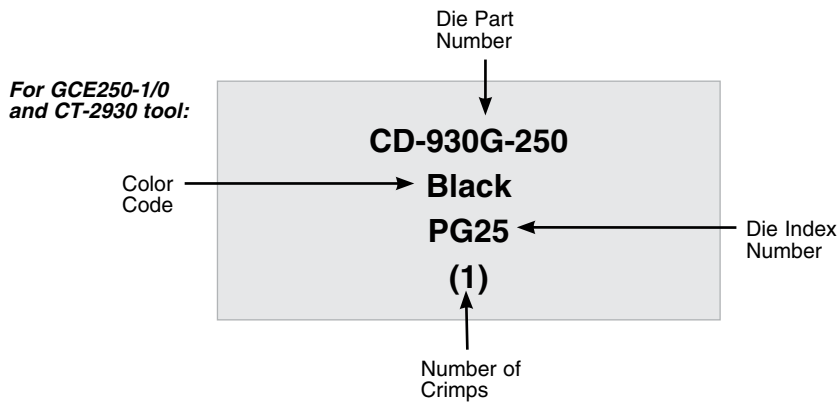 Die Part
Number
For GCE250-1/0
and CT-2930 tool:
CD-930G-250
Color
Code
Black
PG25
Die Index
Number
(1)
Number of
Crimps